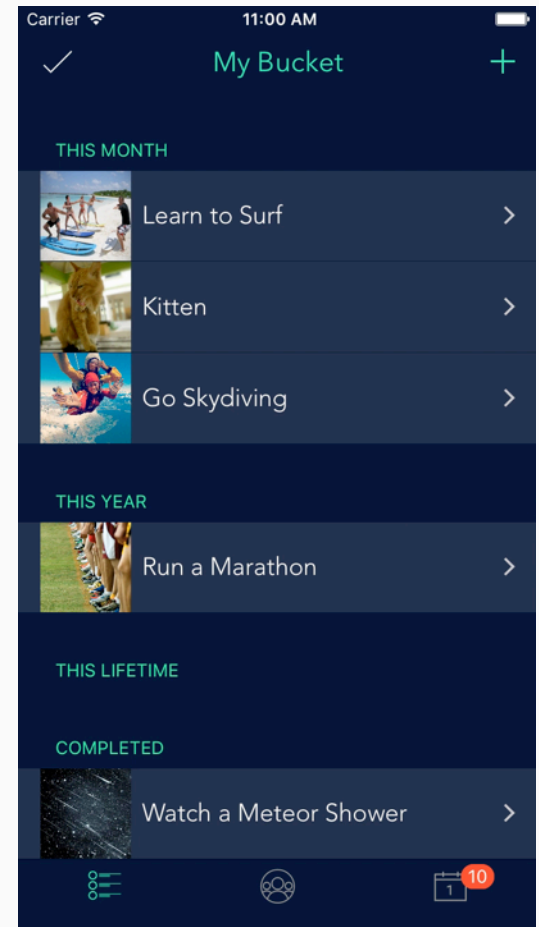 Carrier 11:00 AM
My Bucket
THIS MONTH
Learn to Surf
Kitten
Go Skydiving
THIS YEAR
Run a Marathon
THIS LIFETIME
COMPLETED
Watch a Meteor Shower
1 10